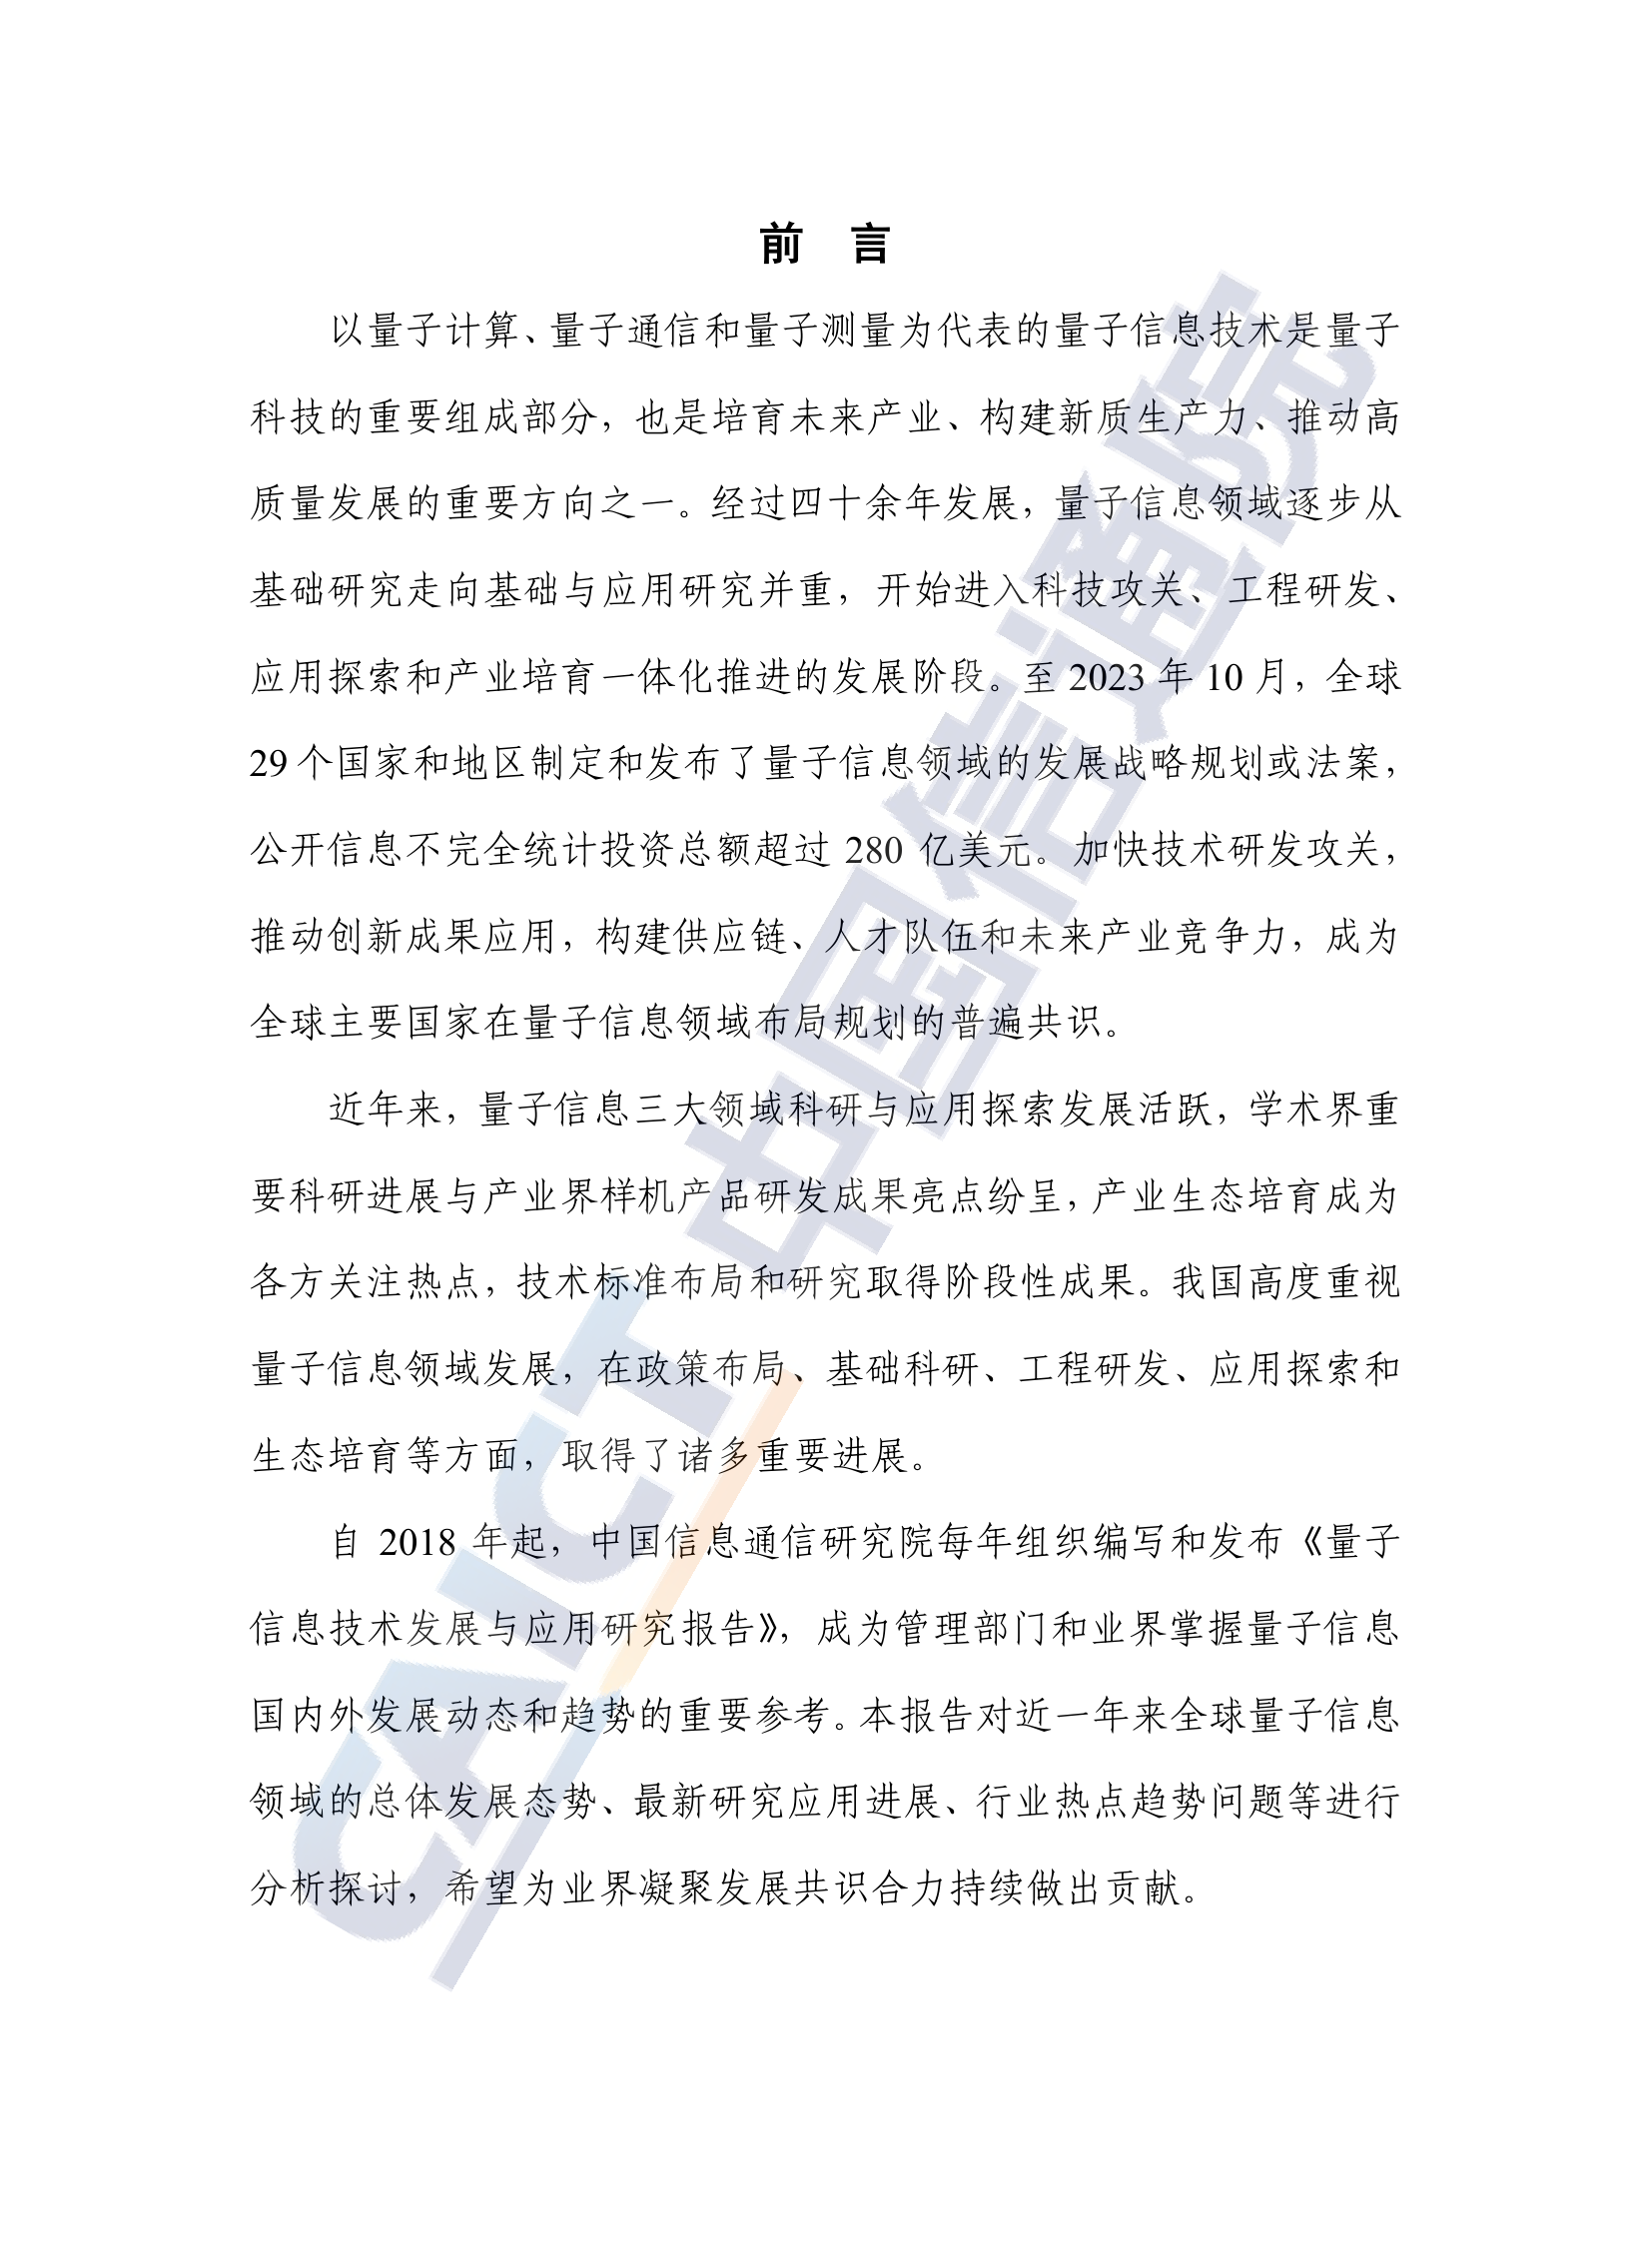 前 言
以量子计算、量子通信和量子测量为代表的量子信息技术是量子
科技的重要组成部分，也是培育未来产业、构建新质生产力、推动高
质量发展的重要方向之一。经过四十余年发展，量子信息领域逐步从
基础研究走向基础与应用研究并重，开始进入科技攻关、工程研发、
应用探索和产业培育一体化推进的发展阶段。至 2023 年 10 月，全球
29 个国家和地区制定和发布了量子信息领域的发展战略规划或法案，
公开信息不完全统计投资总额超过 280 亿美元。加快技术研发攻关，
推动创新成果应用，构建供应链、人才队伍和未来产业竞争力，成为
全球主要国家在量子信息领域布局规划的普遍共识。
近年来，量子信息三大领域科研与应用探索发展活跃，学术界重
要科研进展与产业界样机产品研发成果亮点纷呈，产业生态培育成为
各方关注热点，技术标准布局和研究取得阶段性成果。我国高度重视
量子信息领域发展，在政策布局、基础科研、工程研发、应用探索和
生态培育等方面，取得了诸多重要进展。
自 2018 年起，中国信息通信研究院每年组织编写和发布《量子
信息技术发展与应用研究报告》，成为管理部门和业界掌握量子信息
国内外发展动态和趋势的重要参考。本报告对近一年来全球量子信息
领域的总体发展态势、最新研究应用进展、行业热点趋势问题等进行
分析探讨，希望为业界凝聚发展共识合力持续做出贡献。
CAICT 中国信通院